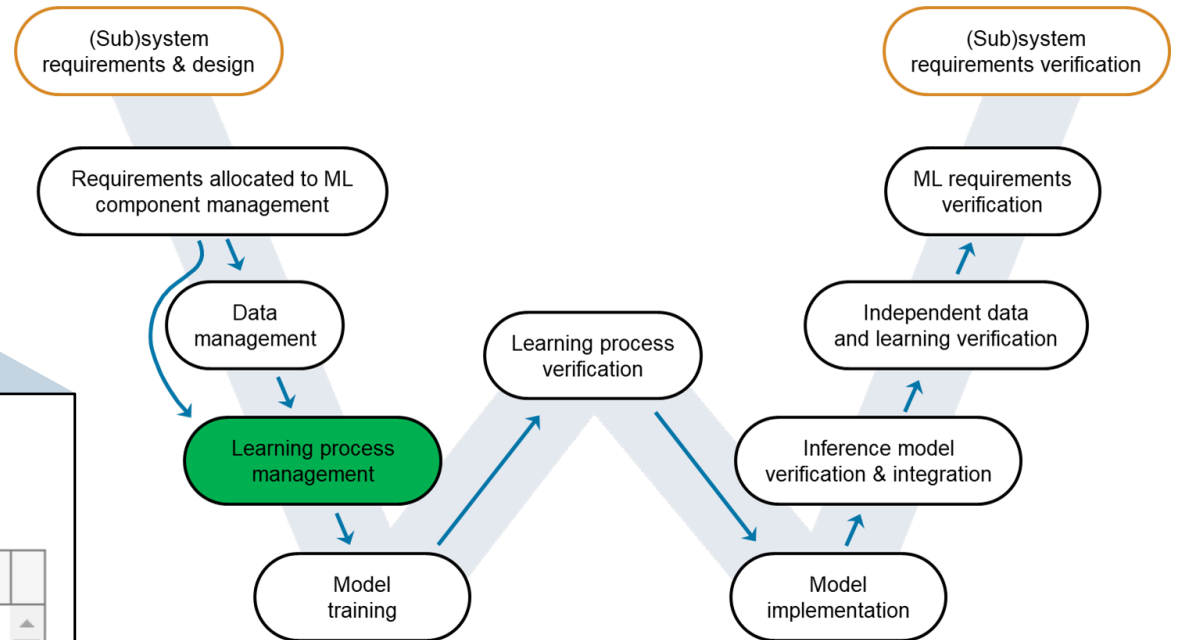 (Sub)system
requirements & design
(Sub)system
requirements verification
Requirements allocated to ML
component management
ML requirements
verification
Data
management
Learning process
verification
Independent data
and learning verification
Learning process
management
Inference model
verification & integration
Model
training
Model
implementation